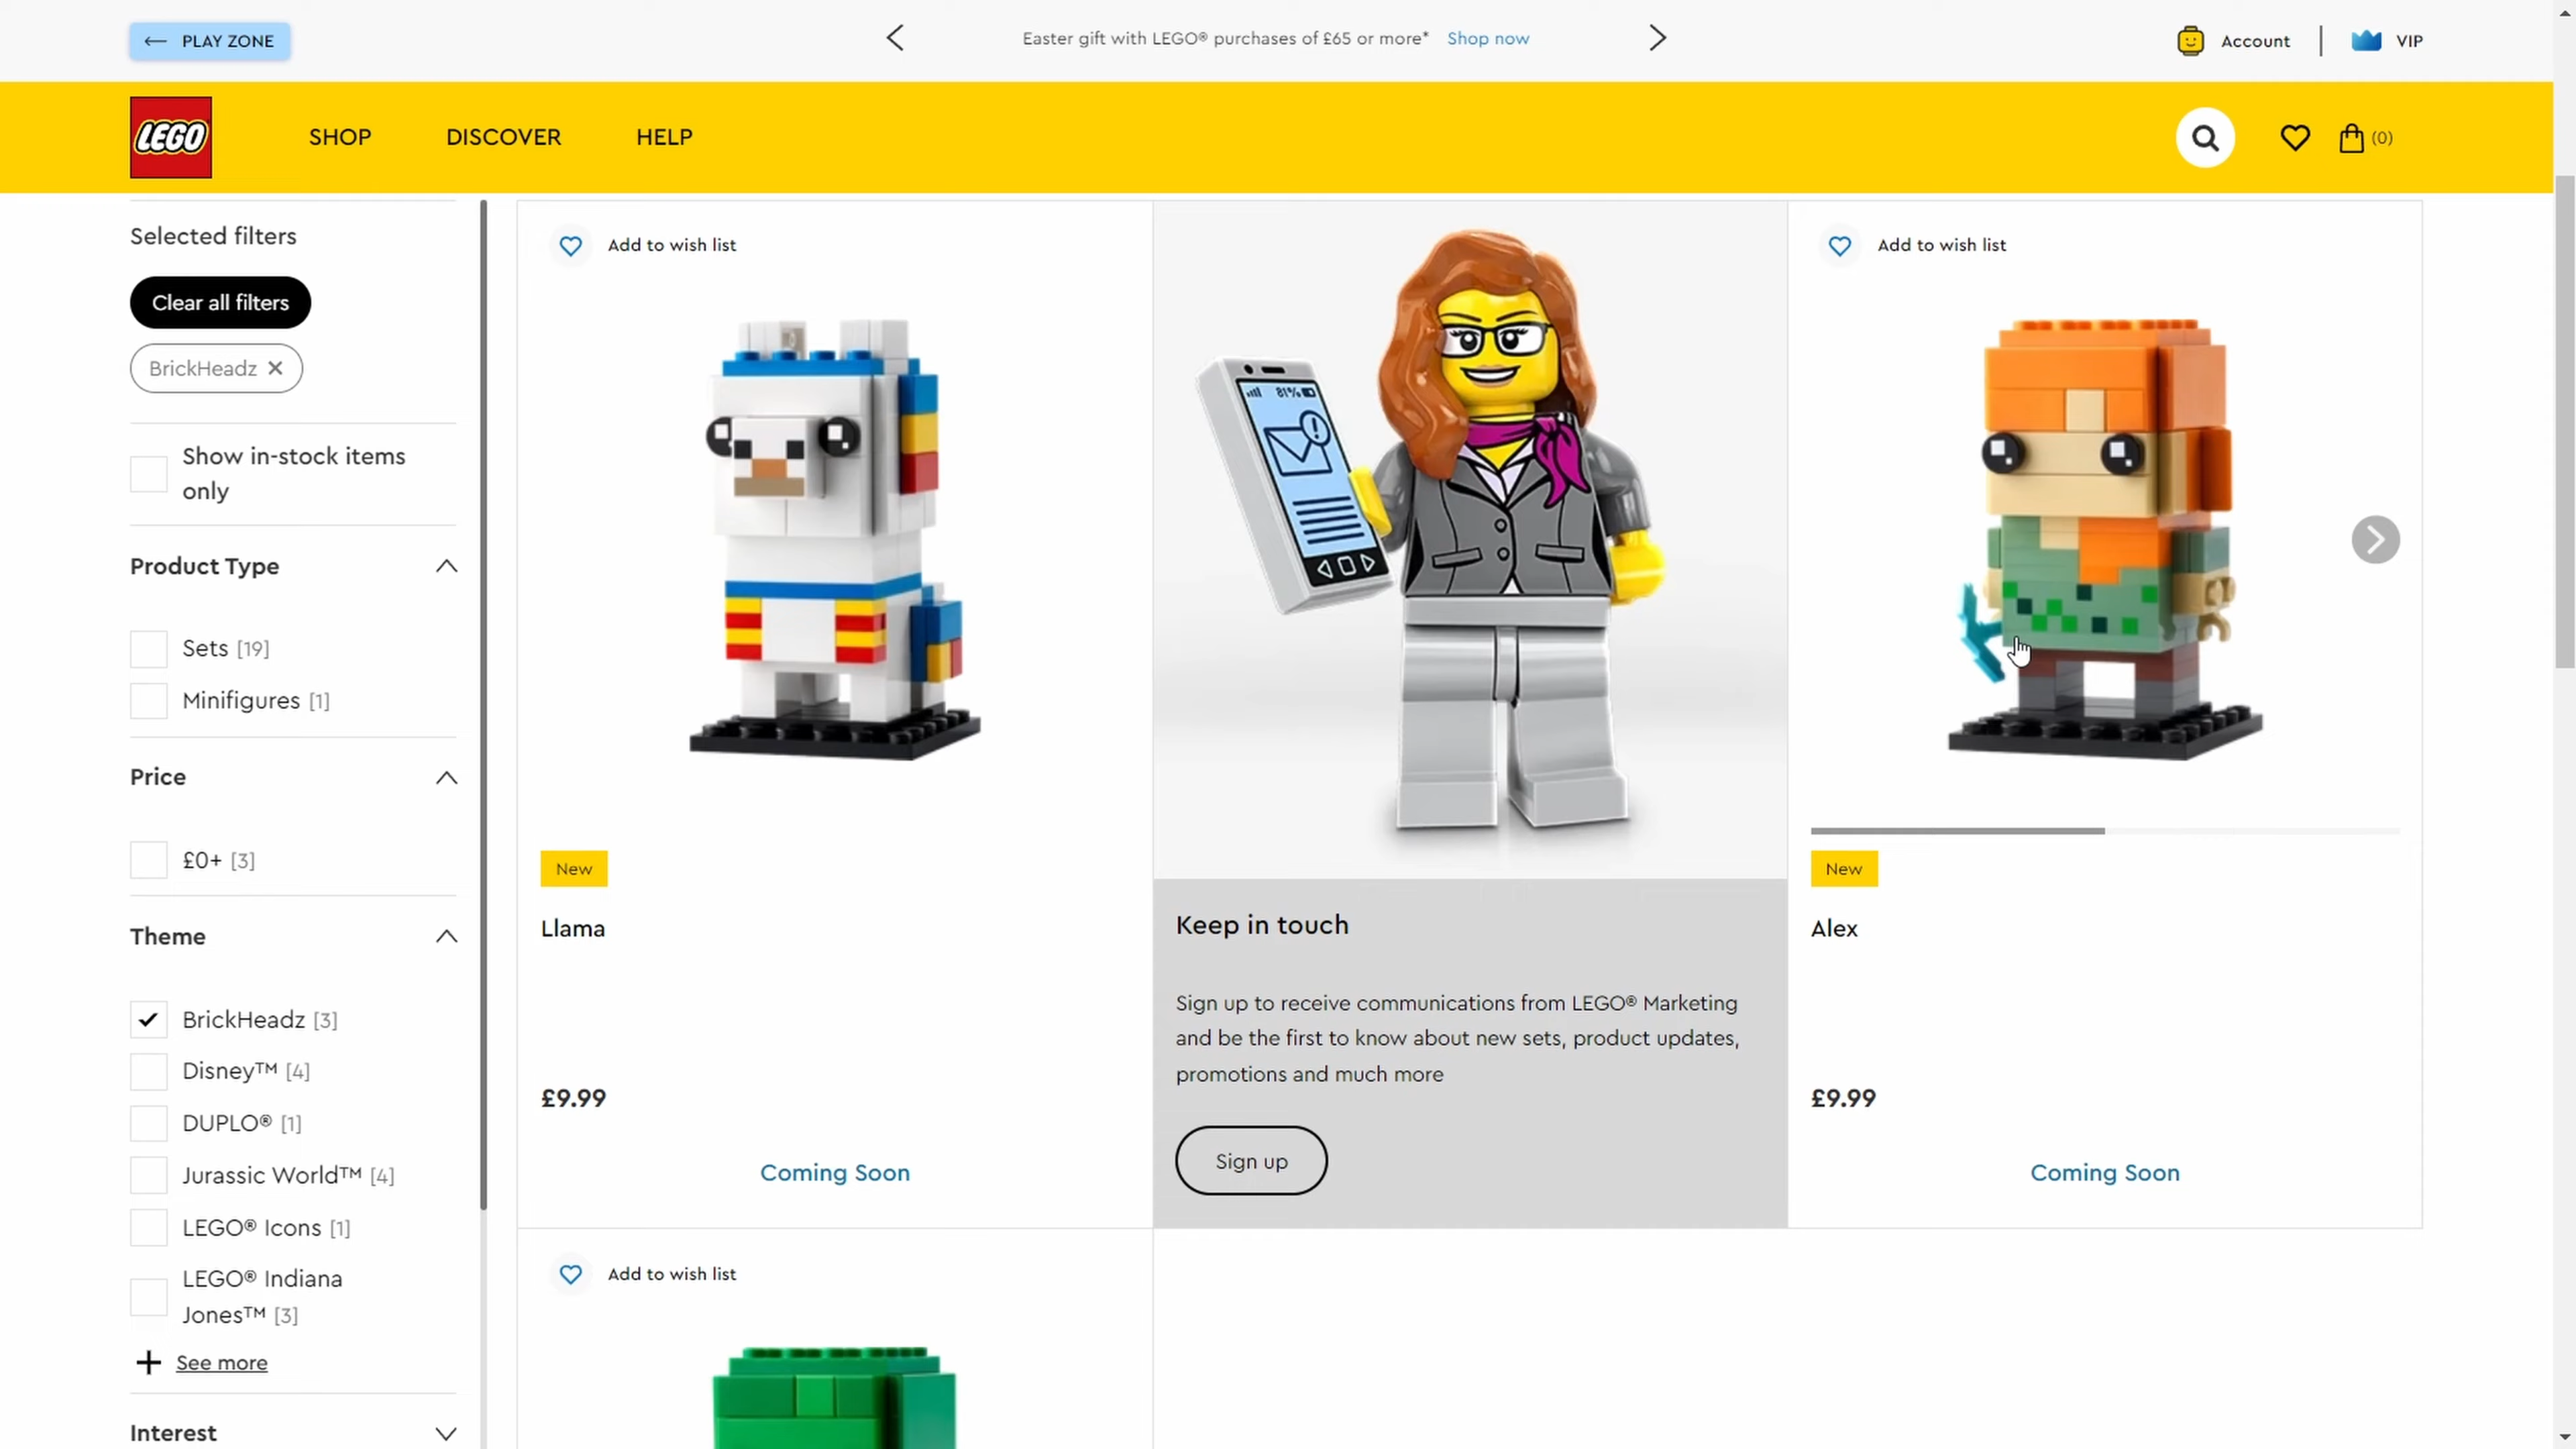 PLAY ZONE
Easter gift with LEGO® purchases of £65 or more* Shop now
Account
VIP
LEGO
SHOP
DISCOVER
HELP
(0)
Selected filters
Clear all filters
BrickHeadz
Show in-stock items
only
Product Type
Sets [19]
Minifigures [1]
Price
£0+ [3]
Theme
BrickHeadz [3]
Disney™ [4]
DUPLO® [1]
Jurassic World™ [4]
LEGO® Icons [1]
LEGO® Indiana
Jones™ [3]
See more
Interest
Add to wish list
New
Llama
£9.99
Coming Soon
81%
Keep in touch
Sign up to receive communications from LEGO® Marketing
and be the first to know about new sets, product updates,
promotions and much more
Sign up
Add to wish list
New
Alex
£9.99
Coming Soon
Add to wish list